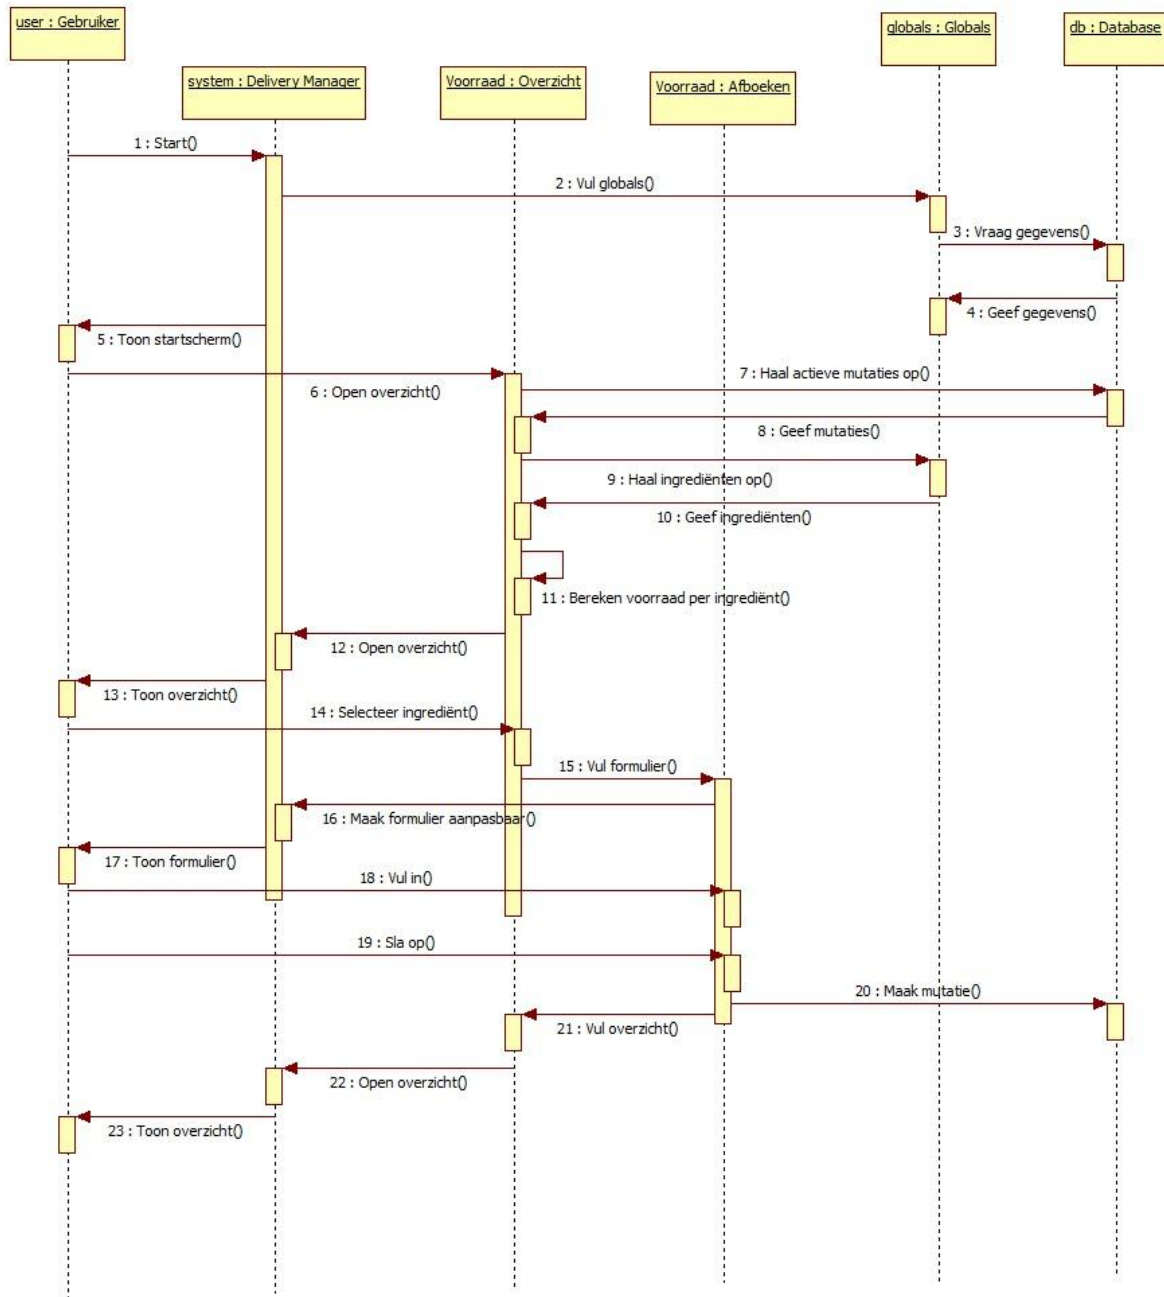 user : Gebruiker
globals : Globals
db : Database
system : Delivery Manager
Voorraad : Overzicht
Voorraad : Afboeken
1 : Start()
2 : Vul globals()
3 : Vraag gegevens()
4 : Geef gegevens()
5 : Toon startscherm()
6 : Open overzicht()
7 : Haal actieve mutaties op()
8 : Geef mutaties()
9 : Haal ingrediënten op()
10 : Geef ingrediënten()
11 : Bereken voorraad per ingrediënt()
12 : Open overzicht()
13 : Toon overzicht()
14 : Selecteer ingrediënt()
15 : Vul formulier()
16 : Maak formulier aanpasbaar()
17 : Toon formulier()
18 : Vul in()
19 : Sla op()
20 : Maak mutatie()
21 : Vul overzicht()
22 : Open overzicht()
23 : Toon overzicht()